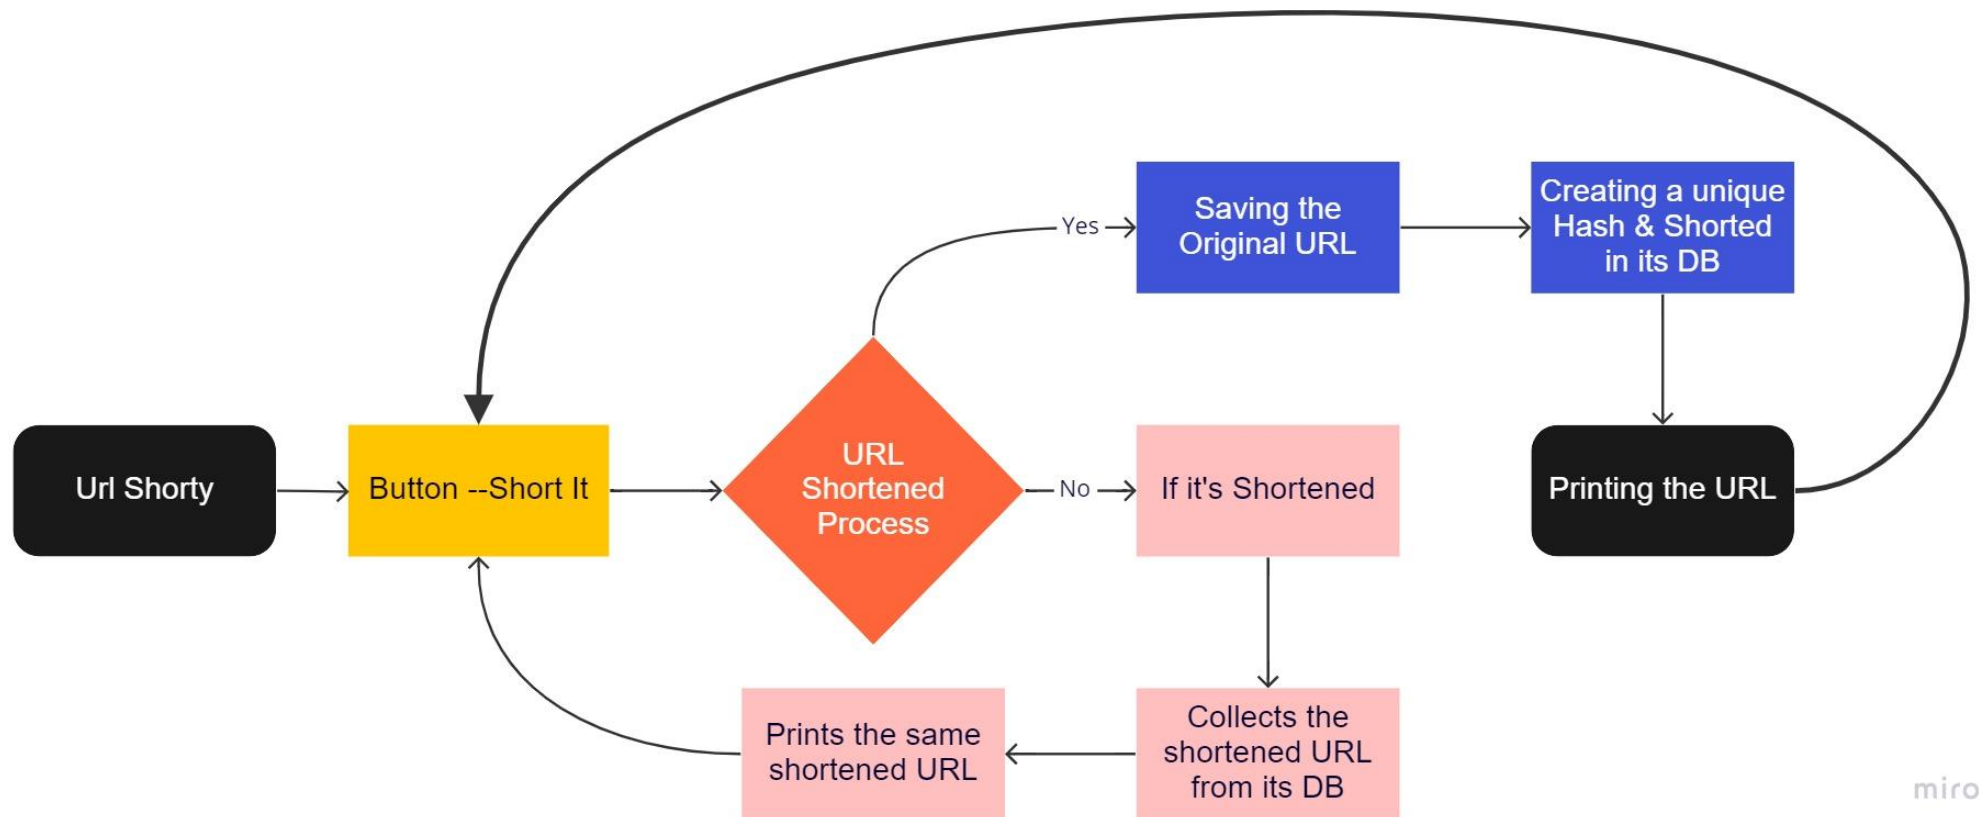 Yes
Saving the
Original URL
Creating a unique
Hash & Shorted
in its DB
Url Shorty
Button --Short It
URL
Shortened
Process
No
If it's Shortened
Printing the URL
Prints the same
shortened URL
Collects the
shortened URL
from its DB
miro